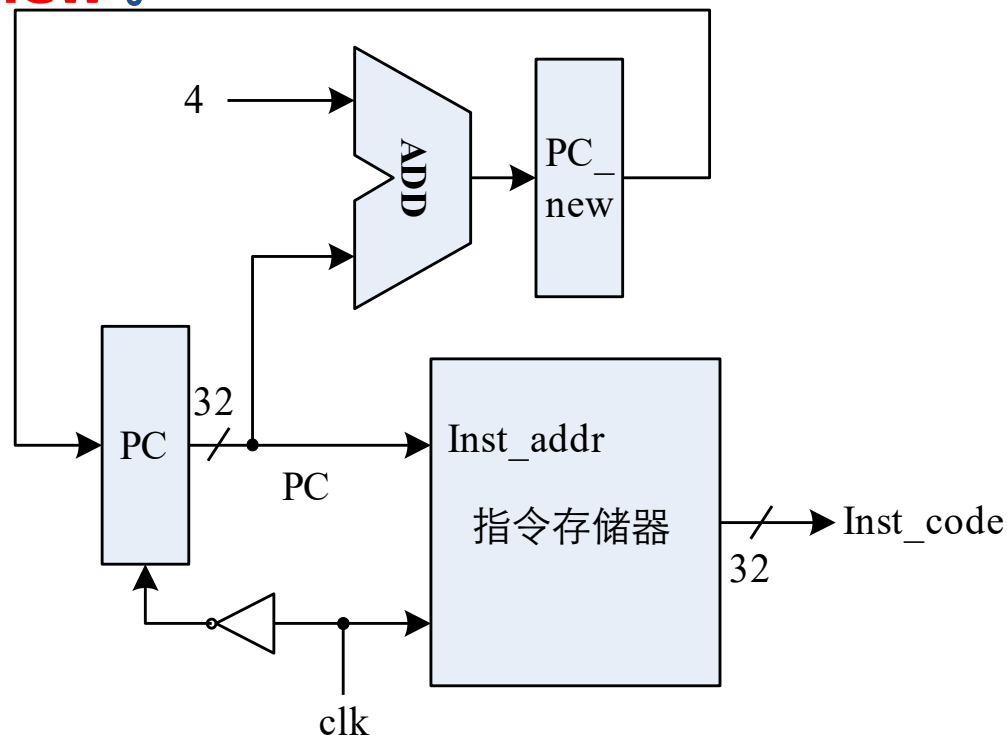 4
ADD
PC_
new
32
PC
PC
Inst_addr
指令存储器
Inst_code
32
clk